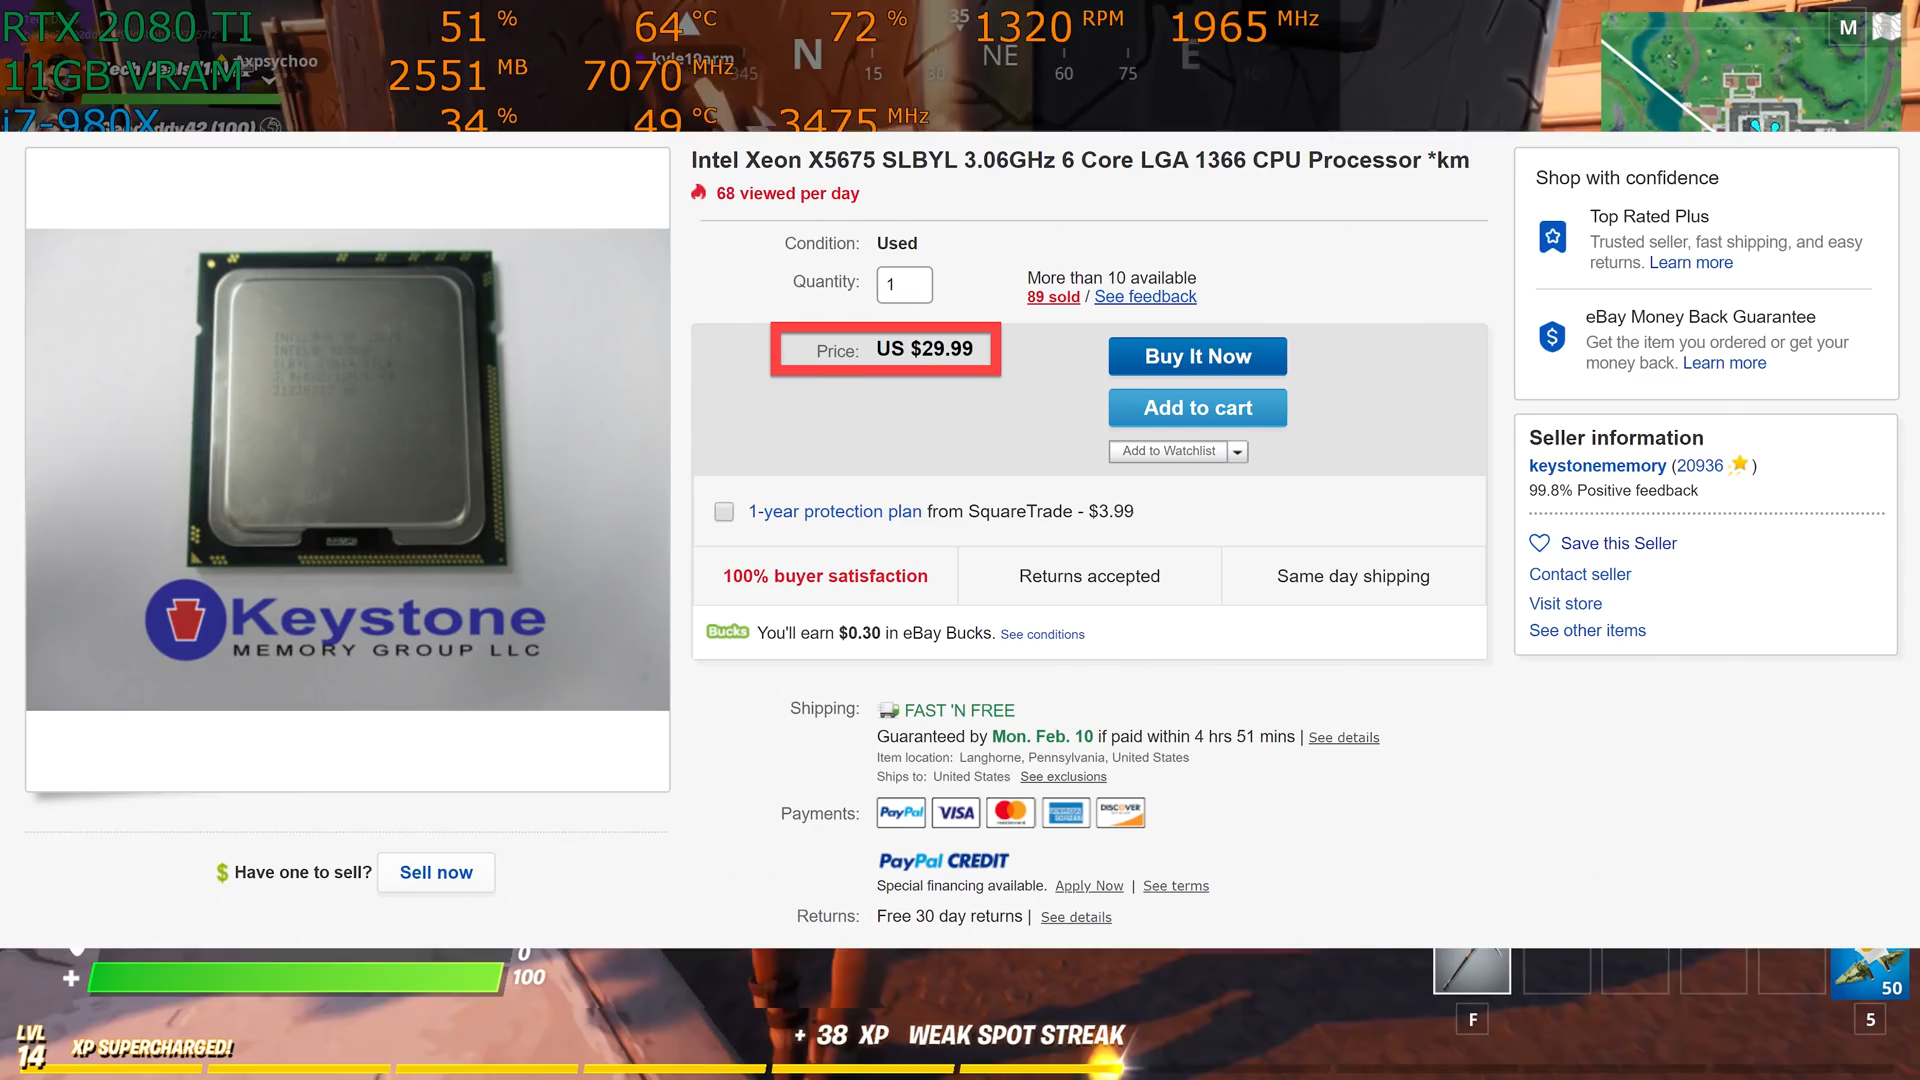 RTX 2080 TI 51 % 64 °C 72 % 1320 RPM 1965 MHz
11GB VRAM 2551 MB 7070 MHz
i7-980X 34 % 49 °C 3475 MHz
35
N 15 30 NE 60 75 E
345
kyle19arm
xpsychoo
M
Intel Xeon X5675 SLBYL 3.06GHz 6 Core LGA 1366 CPU Processor *km
68 viewed per day
Condition: Used
Quantity: 1
More than 10 available
89 sold / See feedback
Price: US $29.99
Buy It Now
Add to cart
Add to Watchlist
1-year protection plan from SquareTrade - $3.99
100% buyer satisfaction
Returns accepted
Same day shipping
Bucks You'll earn $0.30 in eBay Bucks. See conditions
Shipping: FAST 'N FREE
Guaranteed by Mon. Feb. 10 if paid within 4 hrs 51 mins | See details
Item location: Langhorne, Pennsylvania, United States
Ships to: United States See exclusions
Payments: PayPal VISA mastercard DISCOVER
PayPal CREDIT
Special financing available. Apply Now | See terms
Returns: Free 30 day returns | See details
Keystone
MEMORY GROUP LLC
Have one to sell? Sell now
Shop with confidence
Top Rated Plus
Trusted seller, fast shipping, and easy
returns. Learn more
eBay Money Back Guarantee
Get the item you ordered or get your
money back. Learn more
Seller information
keystonememory (20936 )
99.8% Positive feedback
Save this Seller
Contact seller
Visit store
See other items
0
100
LVL
14
XP SUPERCHARGED!
+ 38 XP WEAK SPOT STREAK
50
F
5